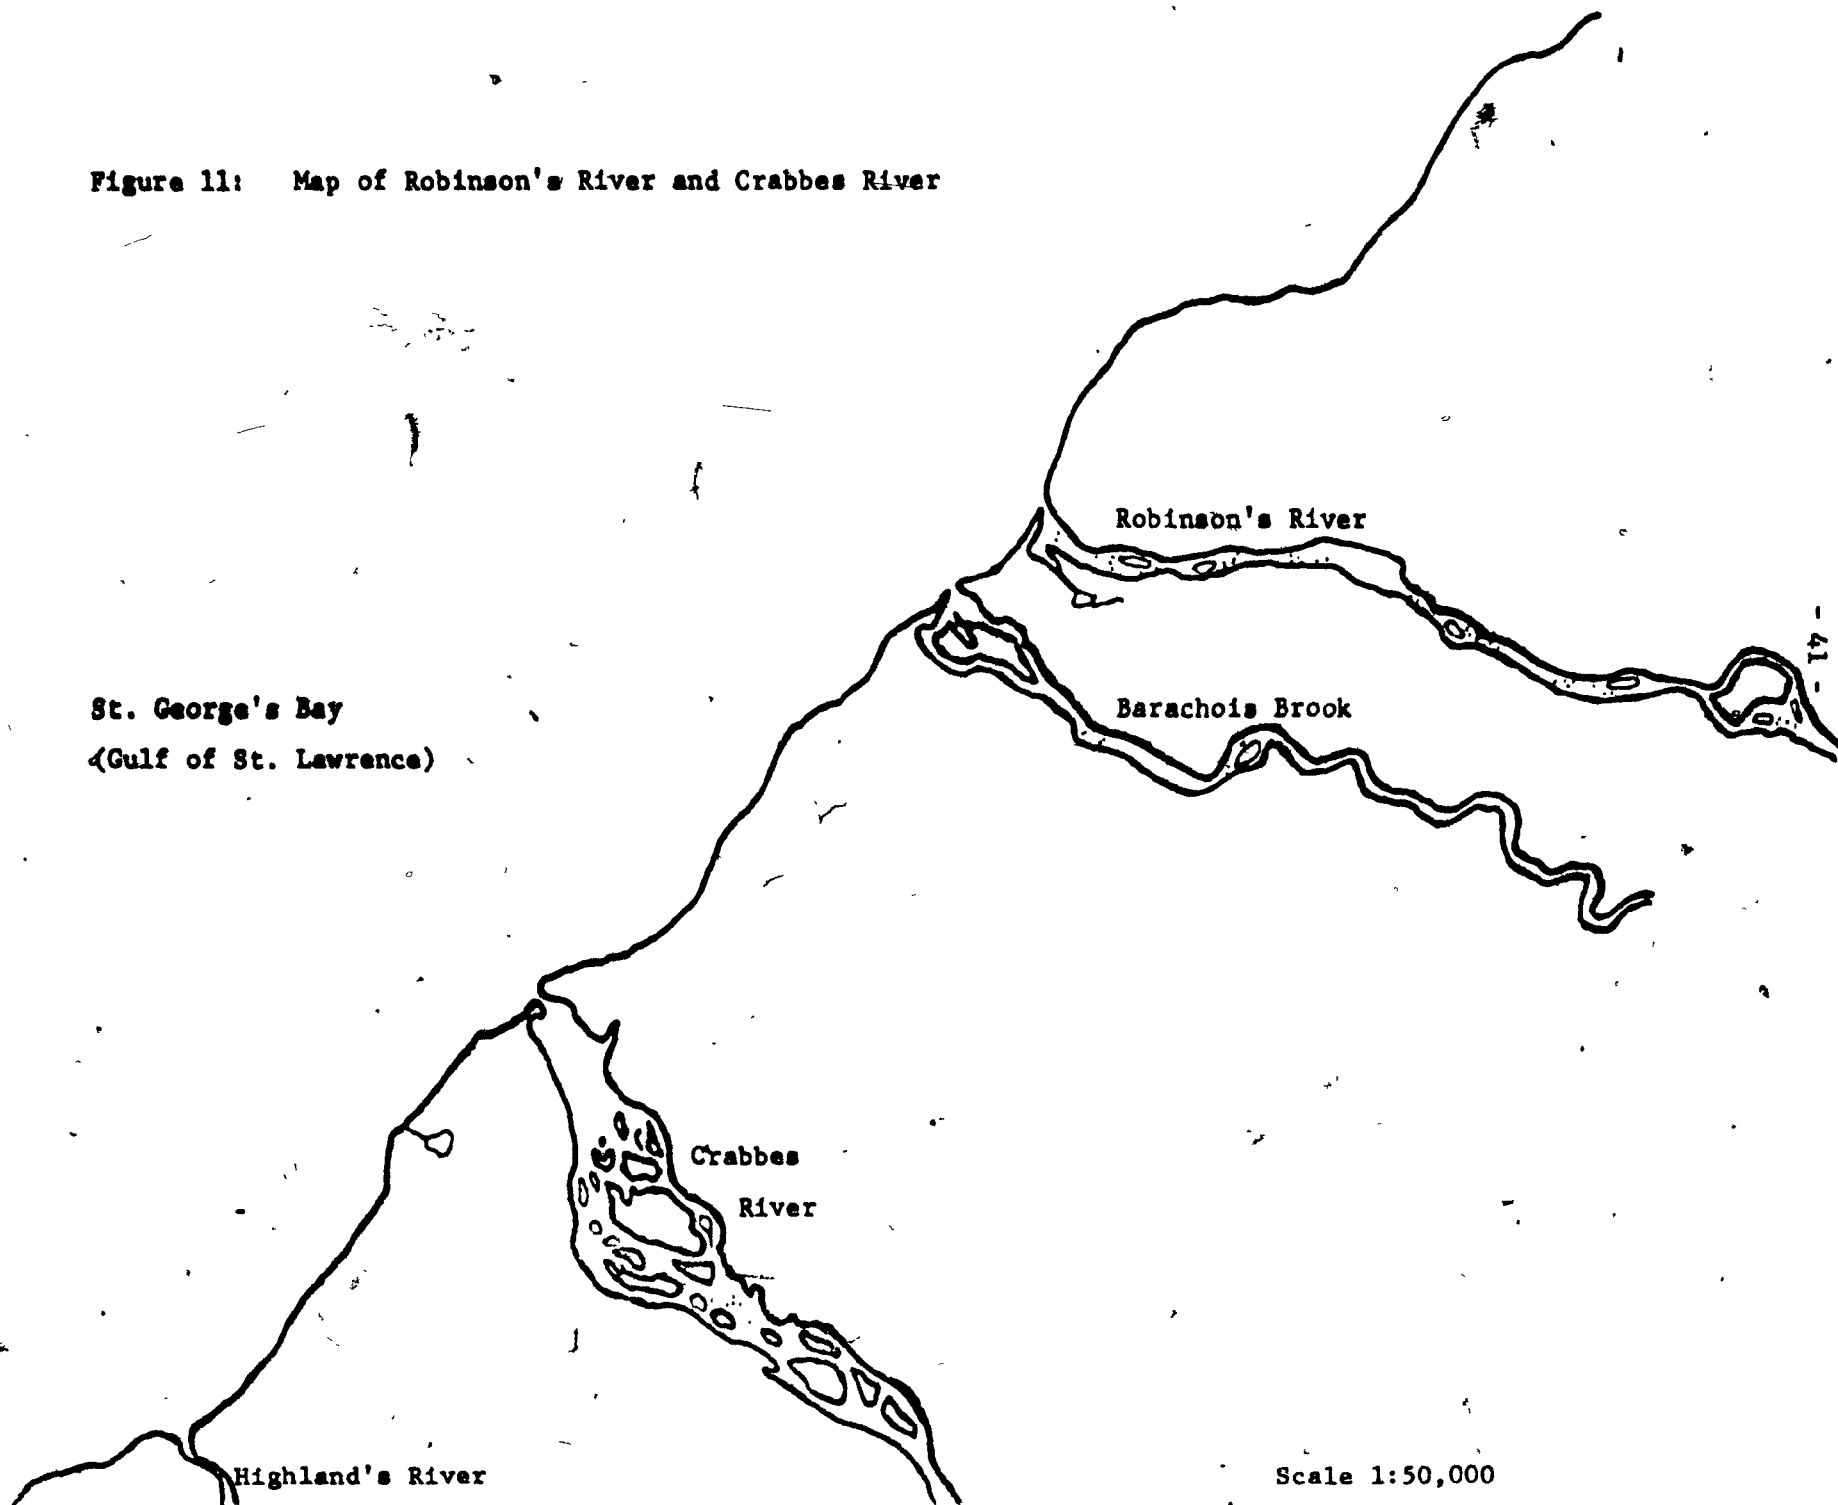 Figure 11: Map of Robinson's River and Crabbes River
Robinson's River
- 41 -
St. George's Bay
(Gulf of St. Lawrence)
Barachois Brook
Crabbes
River
Highland's River
Scale 1:50,000